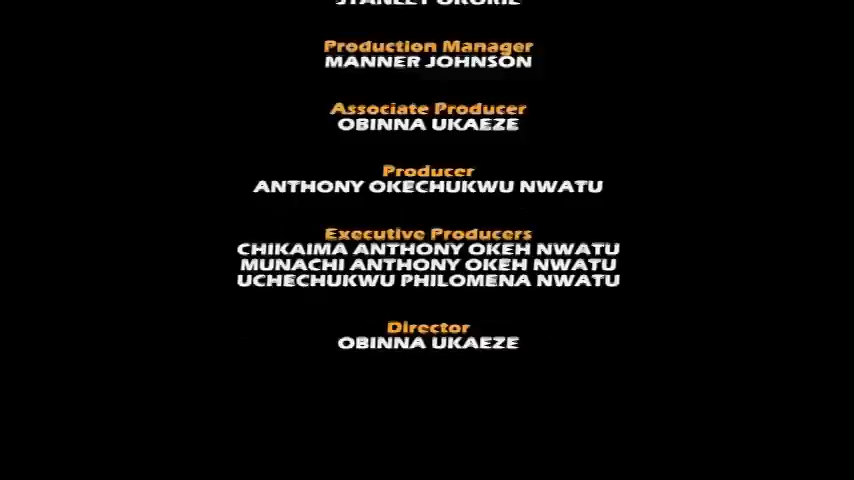 Production Manager
MANNER JOHNSON
Associate Producer
OBINNA UKAEZE
Producer
ANTHONY OKECHUKWU NWATU
Executive Producers
CHIKAIMA ANTHONY OKEH NWATU
MUNACHI ANTHONY OKEH NWATU
UCHECHUKWU PHILOMENA NWATU
Director
OBINNA UKAEZE